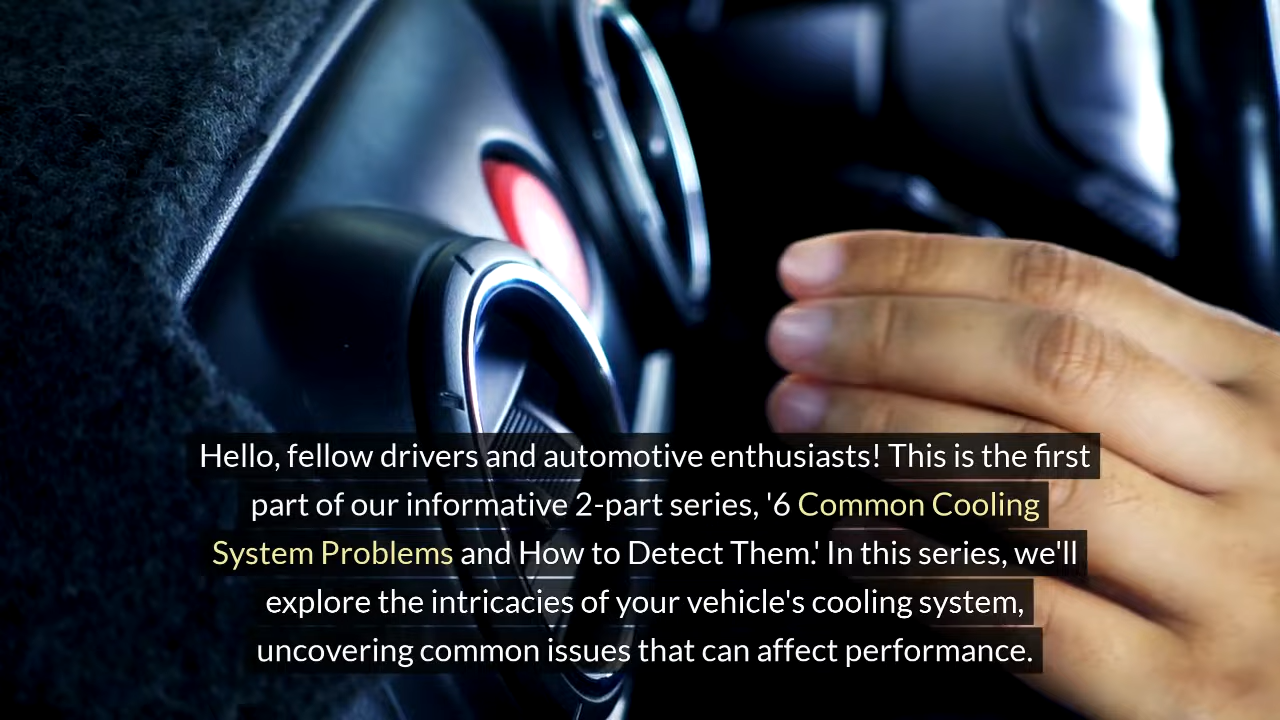 Hello, fellow drivers and automotive enthusiasts! This is the first
part of our informative 2-part series, '6 Common Cooling
System Problems and How to Detect Them.' In this series, we'll
explore the intricacies of your vehicle's cooling system,
uncovering common issues that can affect performance.